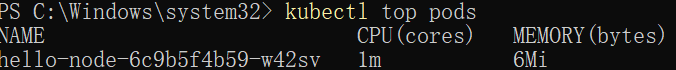 PS C:\Windows\system32> kubectl top pods
NAME CPU(cores) MEMORY(bytes)
hello-node-6c9b5f4b59-w42sv 1m 6Mi